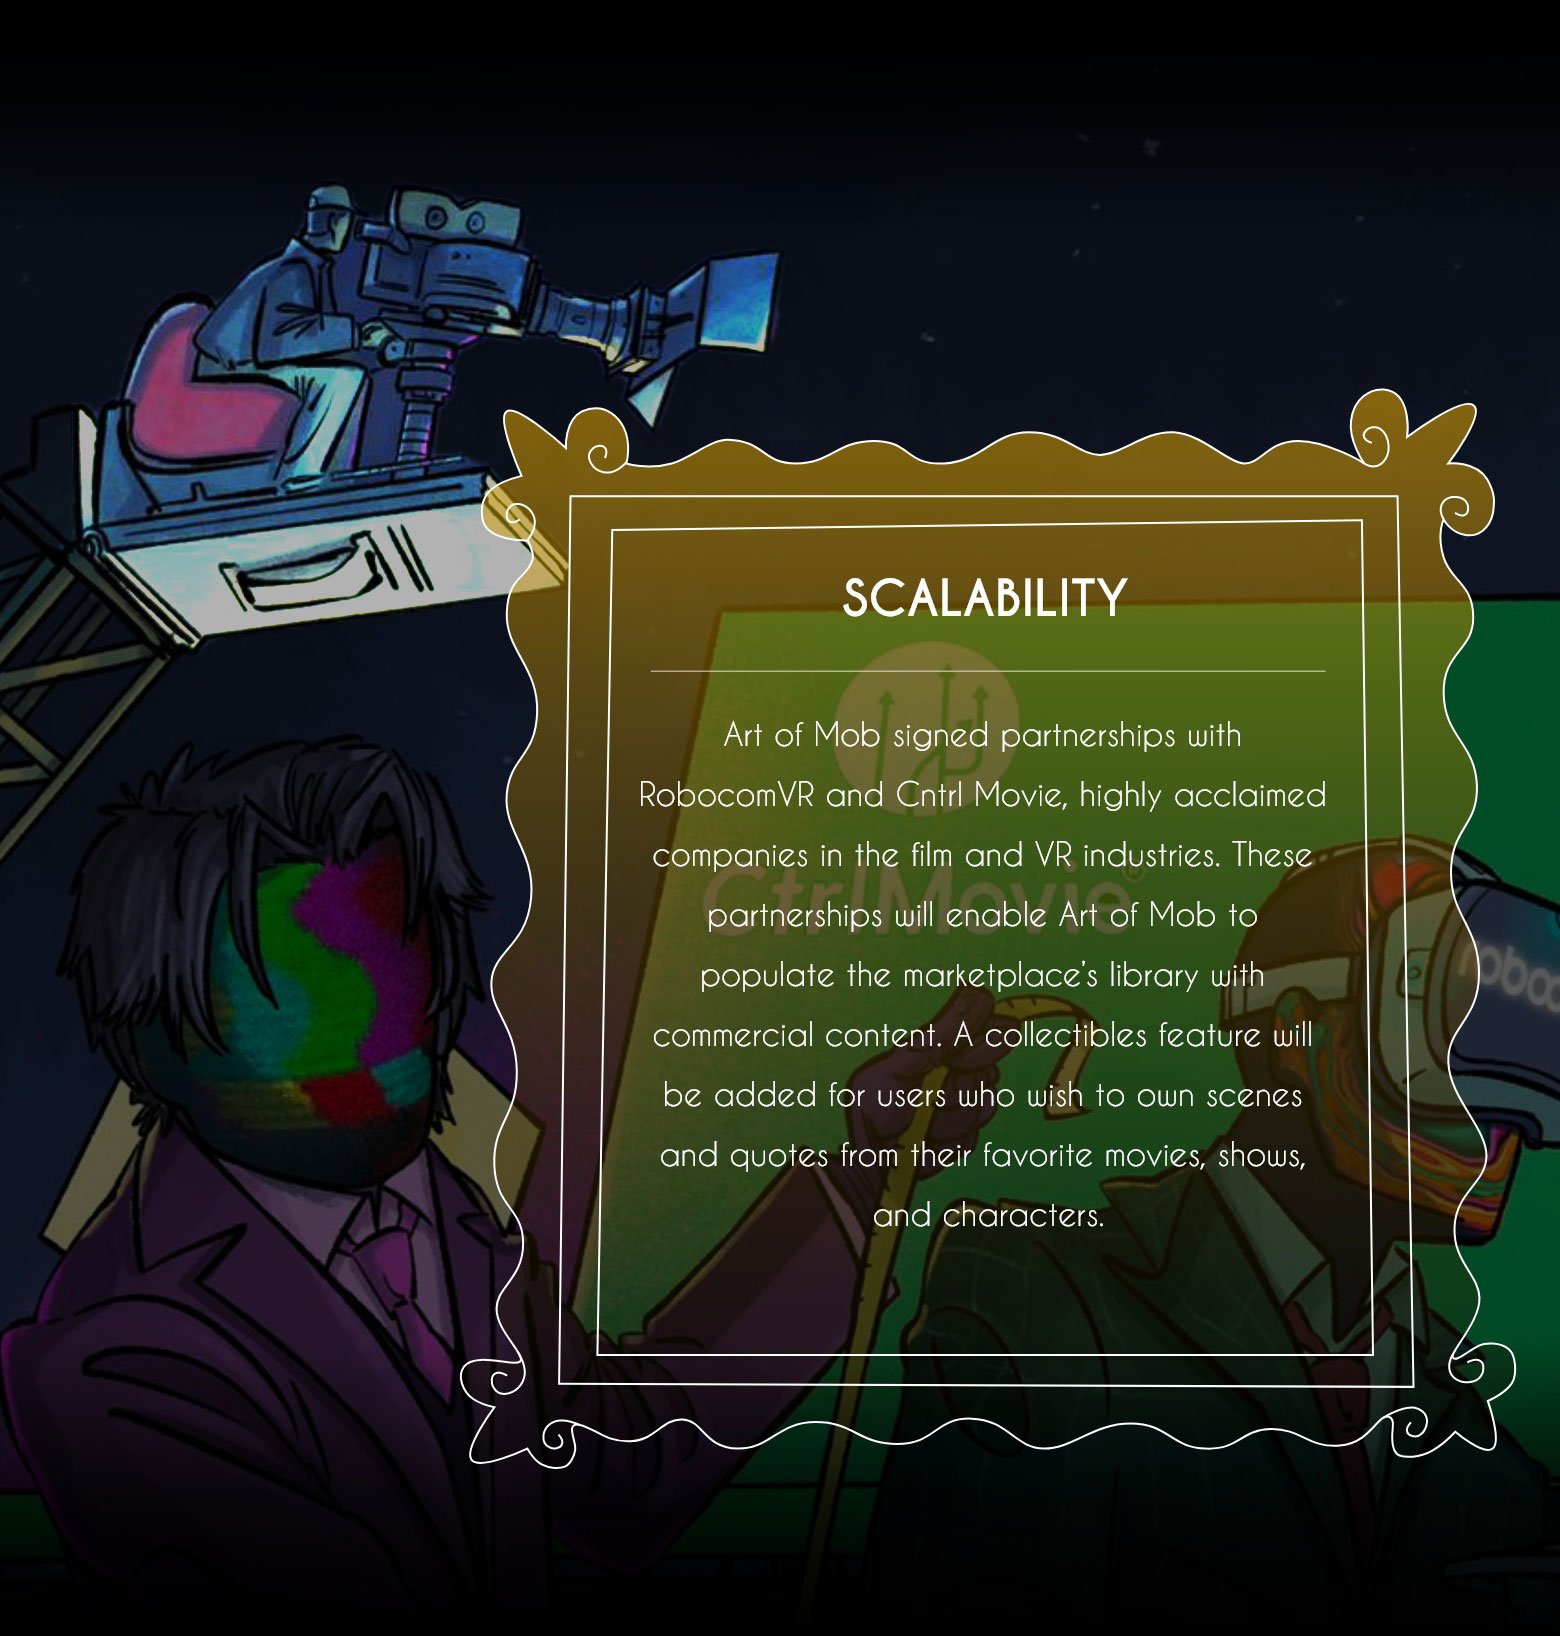 SCALABILITY
Art of Mob signed partnerships with
RobocomVR and Cntrl Movie, highly acclaimed
companies in the film and VR industries. These
partnerships will enable Art of Mob to
populate the marketplace's library with
commercial content. A collectibles feature will
be added for users who wish to own scenes
and quotes from their favorite movies, shows,
and characters.
CtrlMovie®